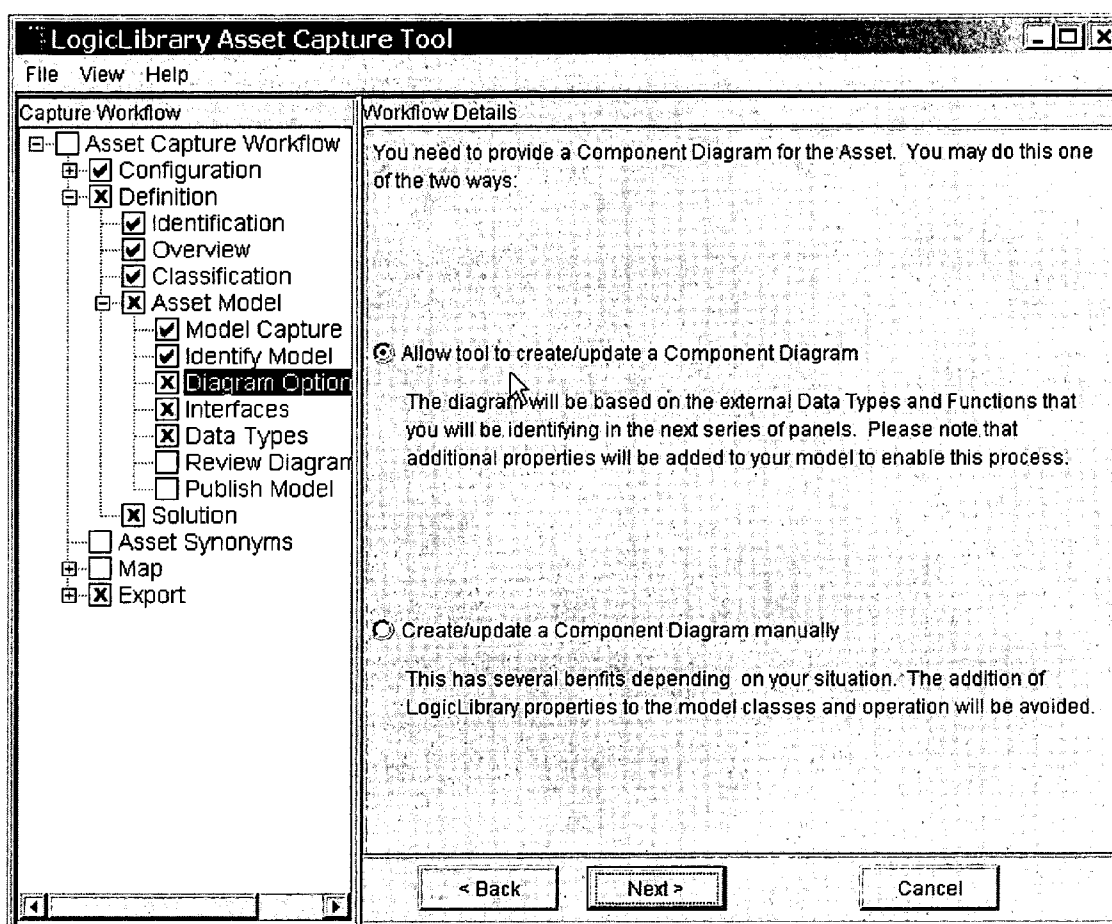 LogicLibrary Asset Capture Tool
File View Help
Capture Workflow
Asset Capture Workflow
Configuration
Definition
Identification
Overview
Classification
Asset Model
Model Capture
Identify Model
Diagram Option
Interfaces
Data Types
Review Diagram
Publish Model
Solution
Asset Synonyms
Map
Export
Workflow Details
You need to provide a Component Diagram for the Asset. You may do this one
of the two ways:
Allow tool to create/update a Component Diagram
The diagram will be based on the external Data Types and Functions that
you will be identifying in the next series of panels. Please note that
additional properties will be added to your model to enable this process.
Create/update a Component Diagram manually
This has several benfits depending on your situation. The addition of
LogicLibrary properties to the model classes and operation will be avoided.
< Back
Next >
Cancel